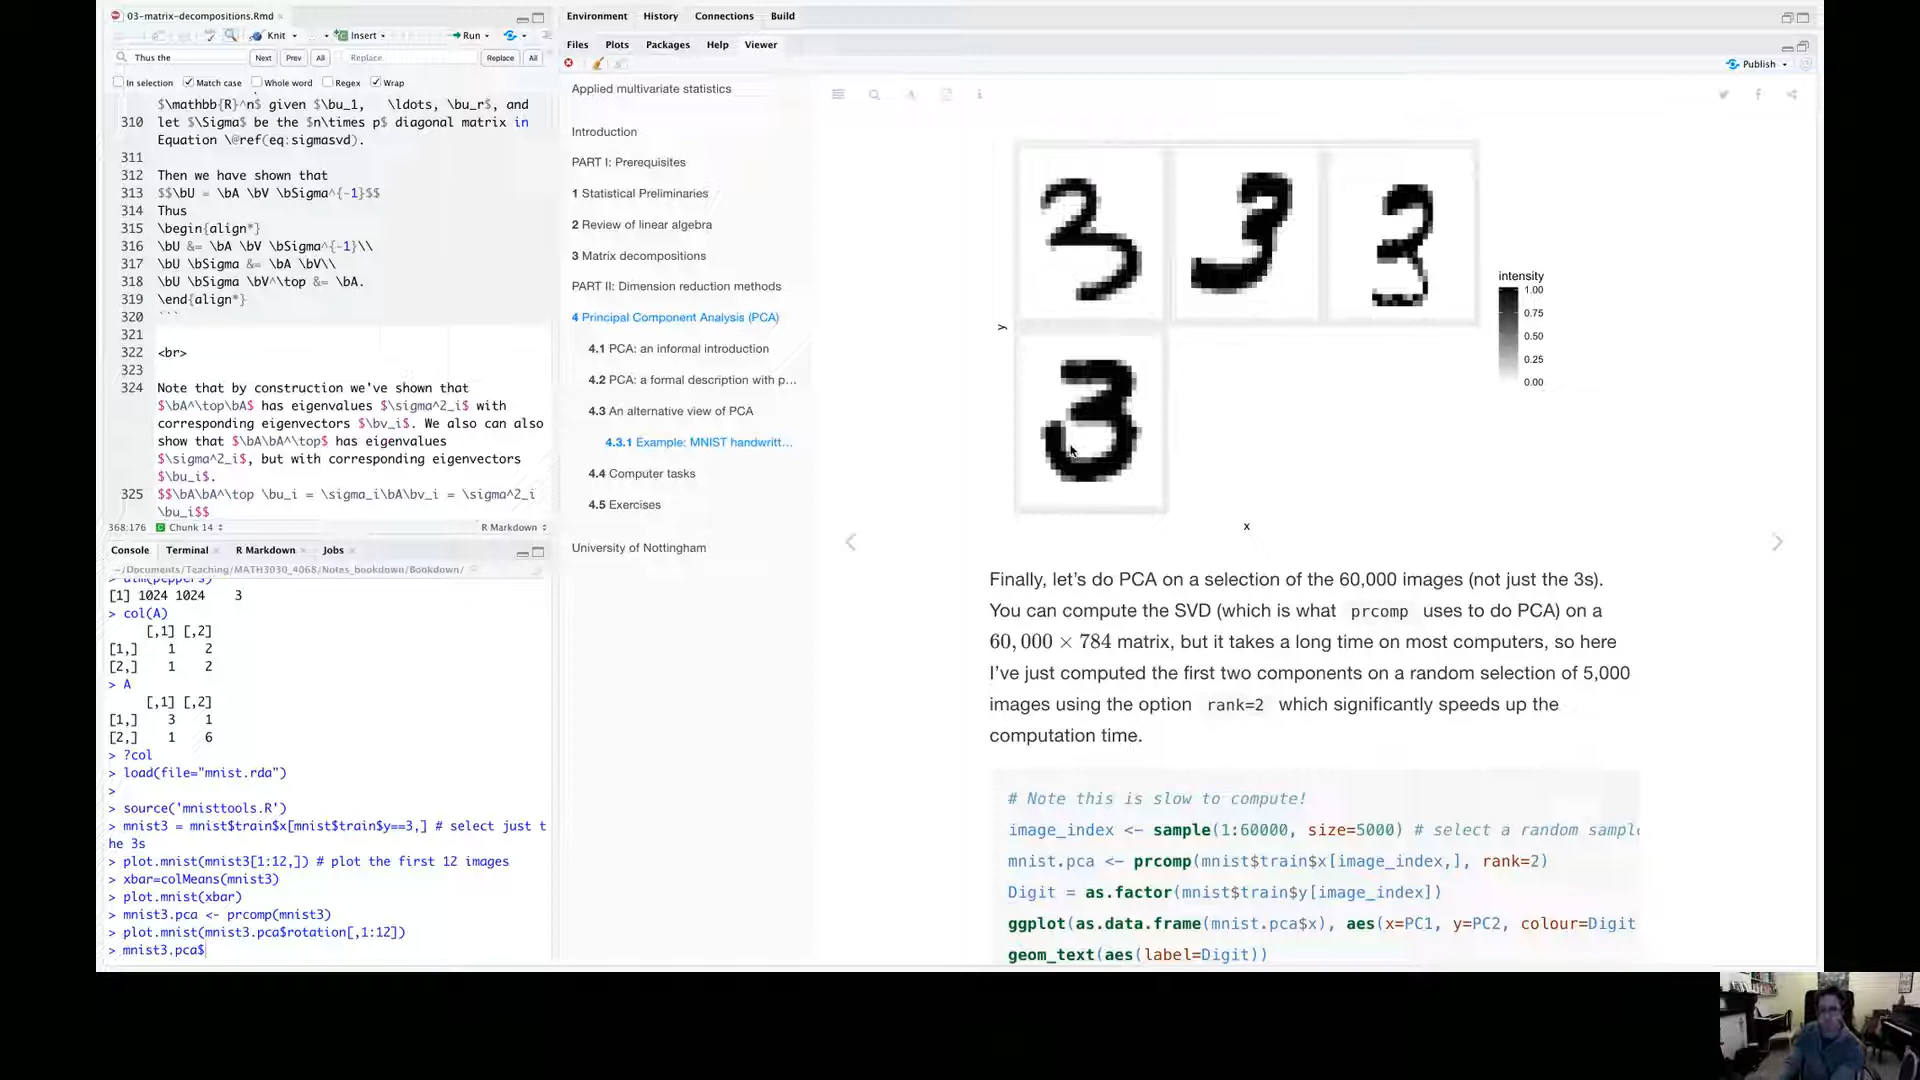 03-matrix-decompositions.Rmd
Knit
Insert
Run
Thus the
Next
Prev
All
Replace
Replace
All
In selection
Match case
Whole word
Regex
Wrap
$\mathbb{R}^n$ given $\bu_1, \ldots, \bu_r$, and
310 let $\Sigma$ be the $n\times p$ diagonal matrix in
Equation \@ref(eq:sigmasvd).
311
312 Then we have shown that
313 $$\bU = \bA \bV \bSigma^{-1}$$
314 Thus
315 \begin{align*}
316 \bU &= \bA \bV \bSigma^{-1}\\
317 \bU \bSigma &= \bA \bV\\
318 \bU \bSigma \bV^\top &= \bA.
319 \end{align*}
320 ```
321
322 <br>
323
324 Note that by construction we've shown that
$\bA^\top\bA$ has eigenvalues $\sigma^2_i$ with
corresponding eigenvectors $\bv_i$. We also can also
show that $\bA\bA^\top$ has eigenvalues
$\sigma^2_i$, but with corresponding eigenvectors
$\bu_i$.
325 $$\bA\bA^\top \bu_i = \sigma_i\bA\bv_i = \sigma^2_i
\bu_i$$
368:176 Chunk 14
R Markdown
Console
Terminal
R Markdown
Jobs
~/Documents/Teaching/MATH3030_4068/Notes_bookdown/Bookdown/
> dim(peppers)
[1] 1024 1024 3
> col(A)
[,1] [,2]
[1,] 1 2
[2,] 1 2
> A
[,1] [,2]
[1,] 3 1
[2,] 1 6
> ?col
> load(file="mnist.rda")
>
> source('mnisttools.R')
> mnist3 = mnist$train$x[mnist$train$y==3,] # select just t
he 3s
> plot.mnist(mnist3[1:12,]) # plot the first 12 images
> xbar=colMeans(mnist3)
> plot.mnist(xbar)
> mnist3.pca <- prcomp(mnist3)
> plot.mnist(mnist3.pca$rotation[,1:12])
> mnist3.pca$
Environment
History
Connections
Build
Files
Plots
Packages
Help
Viewer
Publish
Applied multivariate statistics
Introduction
PART I: Prerequisites
1 Statistical Preliminaries
2 Review of linear algebra
3 Matrix decompositions
PART II: Dimension reduction methods
4 Principal Component Analysis (PCA)
4.1 PCA: an informal introduction
4.2 PCA: a formal description with p…
4.3 An alternative view of PCA
4.3.1 Example: MNIST handwritt…
4.4 Computer tasks
4.5 Exercises
University of Nottingham
3 3 3
3
y
x
intensity
1.00
0.75
0.50
0.25
0.00
Finally, let's do PCA on a selection of the 60,000 images (not just the 3s).
You can compute the SVD (which is what prcomp uses to do PCA) on a
60,000 × 784 matrix, but it takes a long time on most computers, so here
I've just computed the first two components on a random selection of 5,000
images using the option rank=2 which significantly speeds up the
computation time.
# Note this is slow to compute!
image_index <- sample(1:60000, size=5000) # select a random sample
mnist.pca <- prcomp(mnist$train$x[image_index,], rank=2)
Digit = as.factor(mnist$train$y[image_index])
ggplot(as.data.frame(mnist.pca$x), aes(x=PC1, y=PC2, colour=Digit
geom_text(aes(label=Digit))